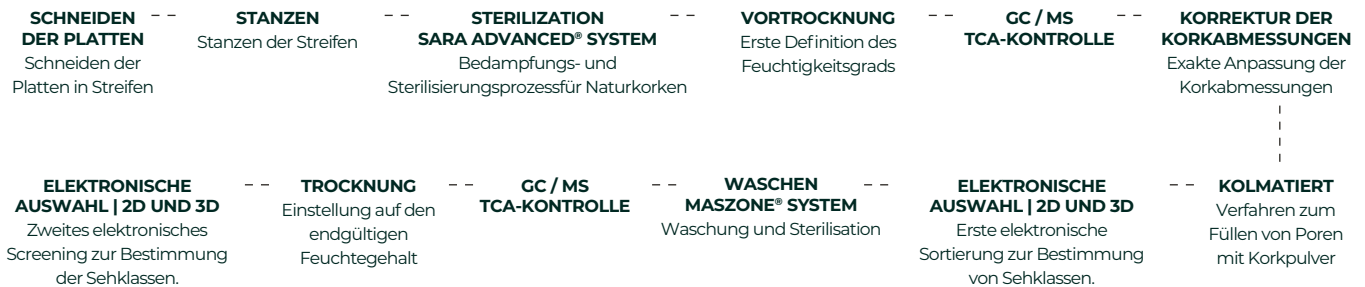 SCHNEIDEN
DER PLATTEN
Schneiden der
Platten in Streifen
STANZEN
Stanzen der Streifen
STERILIZATION
SARA ADVANCED® SYSTEM
Bedampfungs- und
Sterilisierungsprozessfür Naturkorken
VORTROCKNUNG
Erste Definition des
Feuchtigkeitsgrads
GC / MS
TCA-KONTROLLE
KORREKTUR DER
KORKABMESSUNGEN
Exakte Anpassung der
Korkabmessungen
ELEKTRONISCHE
AUSWAHL | 2D UND 3D
Zweites elektronisches
Screening zur Bestimmung
der Sehklassen.
TROCKNUNG
Einstellung auf den
endgültigen
Feuchtegehalt
GC / MS
TCA-KONTROLLE
WASCHEN
MASZONE® SYSTEM
Waschung und Sterilisation
ELEKTRONISCHE
AUSWAHL | 2D UND 3D
Erste elektronische
Sortierung zur Bestimmung
von Sehklassen.
KOLMATIERT
Verfahren zum
Füllen von Poren
mit Korkpulver